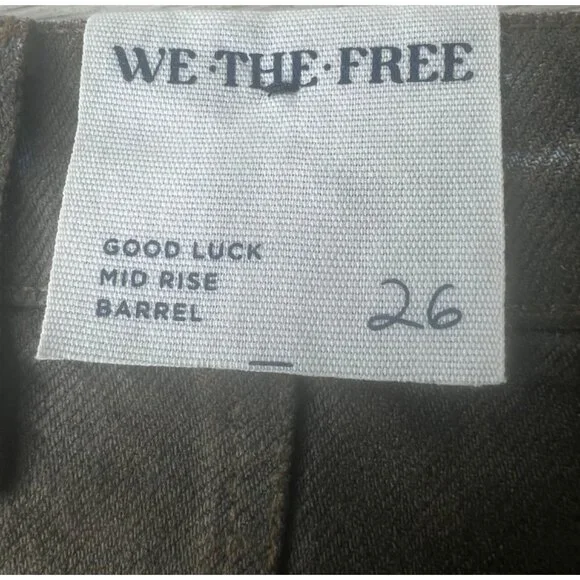 WE·THE·FREE
GOOD LUCK
MID RISE
BARREL
26